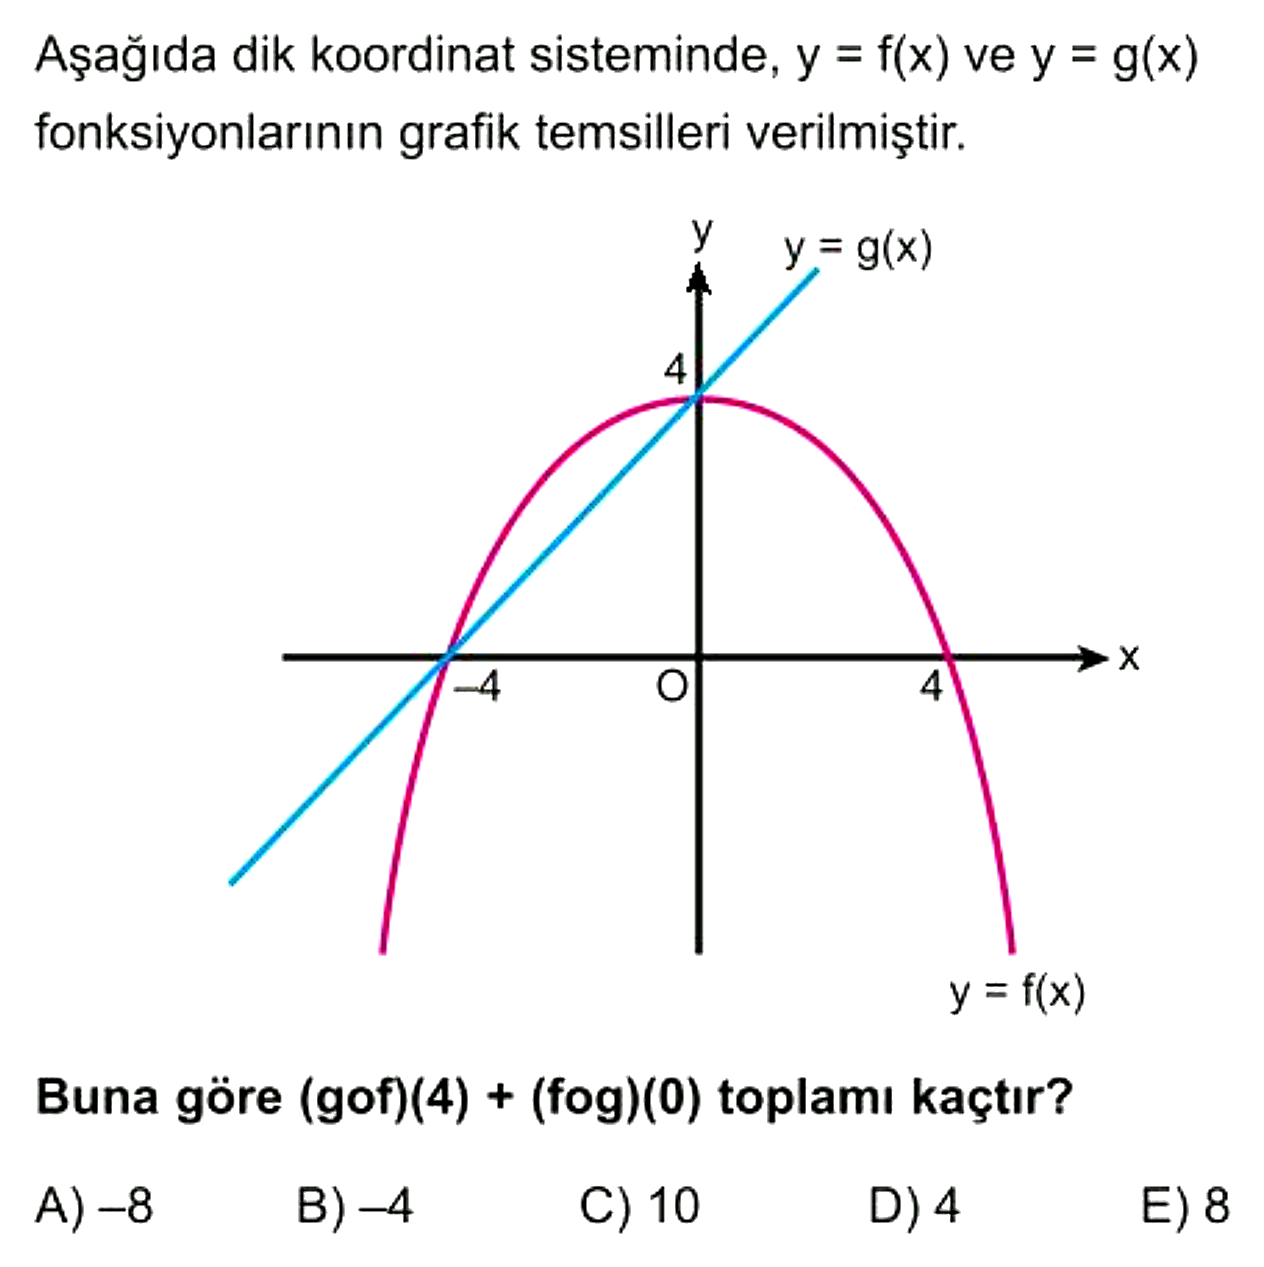 Aşağıda dik koordinat sisteminde, y = f(x) ve y = g(x)
fonksiyonlarının grafik temsilleri verilmiştir.
y
y = g(x)
4
x
–4
O
4
y = f(x)
Buna göre (gof)(4) + (fog)(0) toplamı kaçtır?
A) –8 B) –4 C) 10 D) 4 E) 8